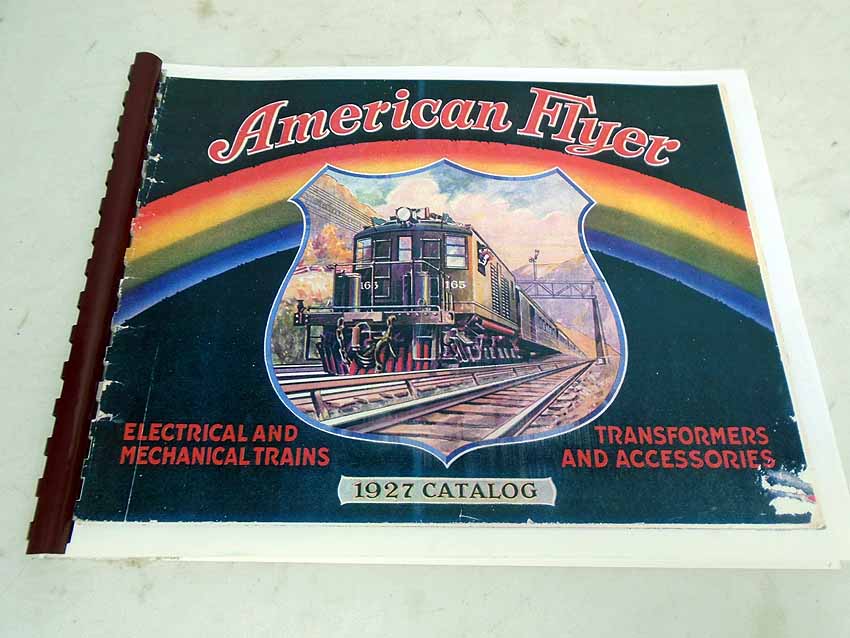 American Flyer
165 165
ELECTRICAL AND
MECHANICAL TRAINS
TRANSFORMERS
AND ACCESSORIES
1927 CATALOG